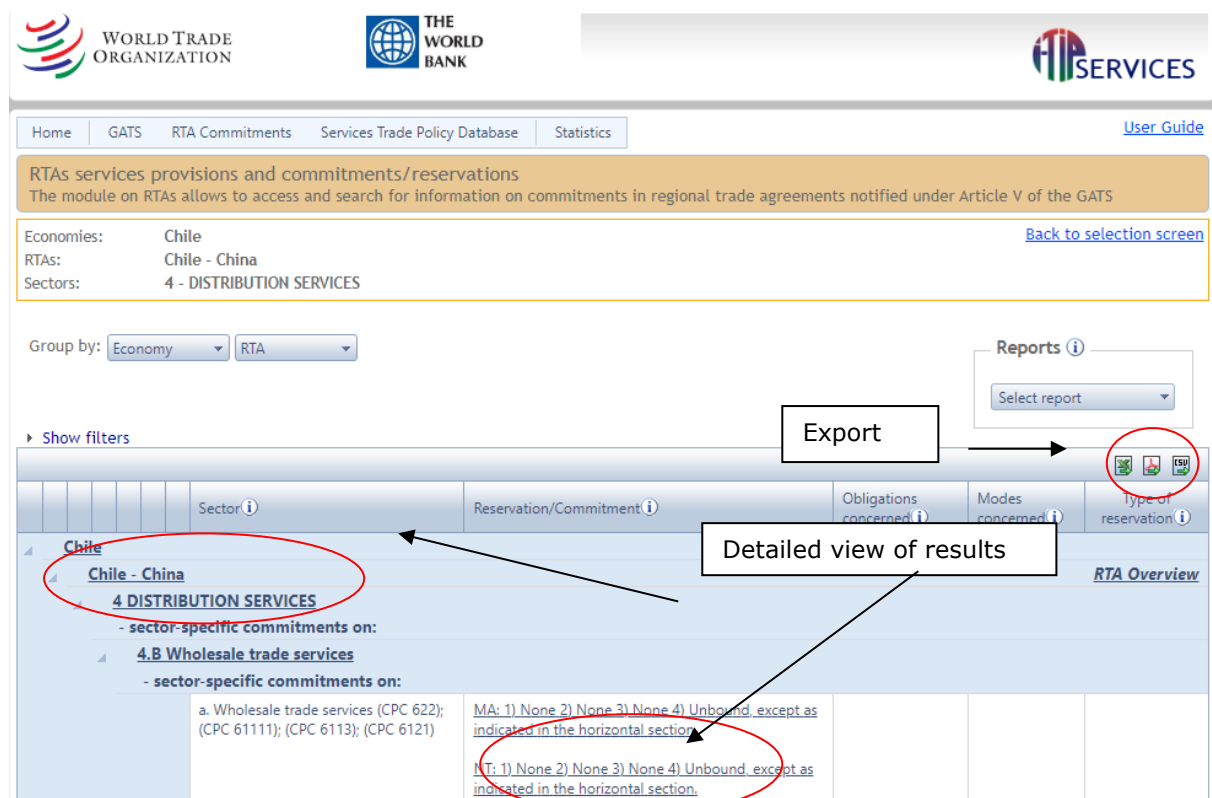 WORLD TRADE
ORGANIZATION
THE
WORLD
BANK
iTIP
SERVICES
Home GATS RTA Commitments Services Trade Policy Database Statistics
User Guide
RTAs services provisions and commitments/reservations
The module on RTAs allows to access and search for information on commitments in regional trade agreements notified under Article V of the GATS
Economies: Chile
Back to selection screen
RTAs: Chile - China
Sectors: 4 - DISTRIBUTION SERVICES
Group by: Economy RTA
Reports i
Select report
Export
Show filters
CSV
Sector i
Reservation/Commitment i
Obligations
concerned i
Modes
concerned i
Type of
reservation i
Detailed view of results
Chile
Chile - China
RTA Overview
4 DISTRIBUTION SERVICES
- sector-specific commitments on:
4.B Wholesale trade services
- sector-specific commitments on:
a. Wholesale trade services (CPC 622);
(CPC 61111); (CPC 6113); (CPC 6121)
MA: 1) None 2) None 3) None 4) Unbound, except as
indicated in the horizontal section.
NT: 1) None 2) None 3) None 4) Unbound, except as
indicated in the horizontal section.